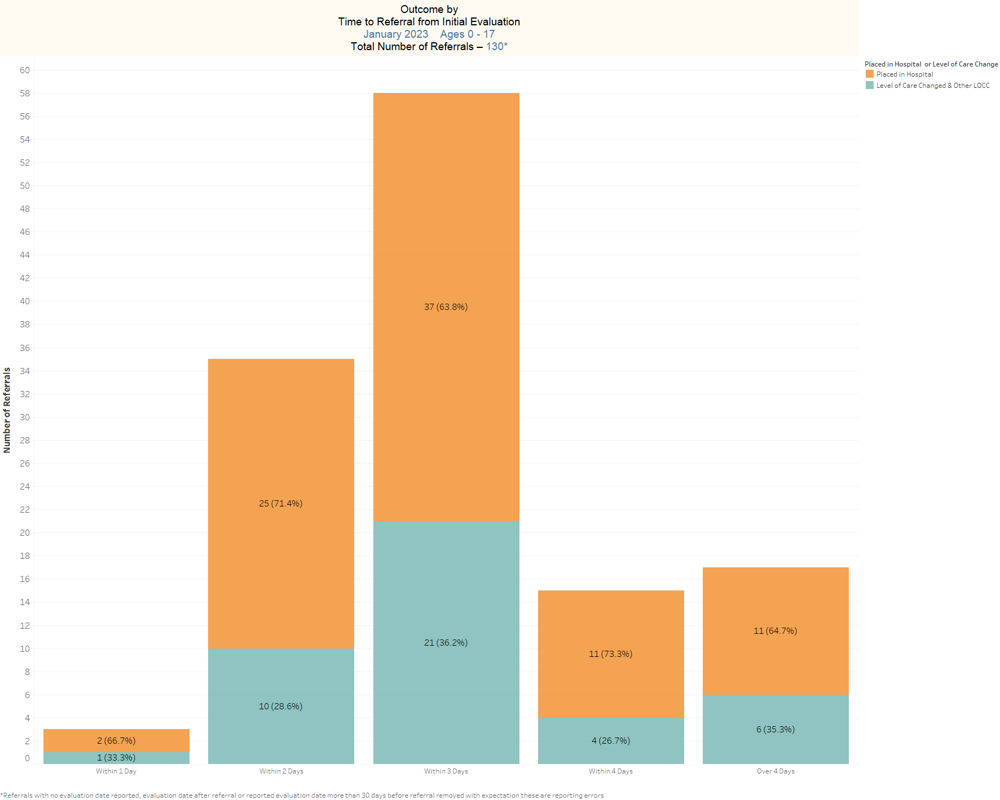 Outcome by
Time to Referral from Initial Evaluation
January 2023 Ages 0 - 17
Total Number of Referrals – 130*
Placed in Hospital or Level of Care Change
Placed in Hospital
Level of Care Changed & Other LOCC
Number of Referrals
60
58
56
54
52
50
48
46
44
42
40
38
36
34
32
30
28
26
24
22
20
18
16
14
12
10
8
6
4
2
0
2 (66.7%)
1 (33.3%)
25 (71.4%)
10 (28.6%)
37 (63.8%)
21 (36.2%)
11 (73.3%)
4 (26.7%)
11 (64.7%)
6 (35.3%)
Within 1 Day
Within 2 Days
Within 3 Days
Within 4 Days
Over 4 Days
*Referrals with no evaluation date reported, evaluation date after referral or reported evaluation date more than 30 days before referral removed with expectation these are reporting errors